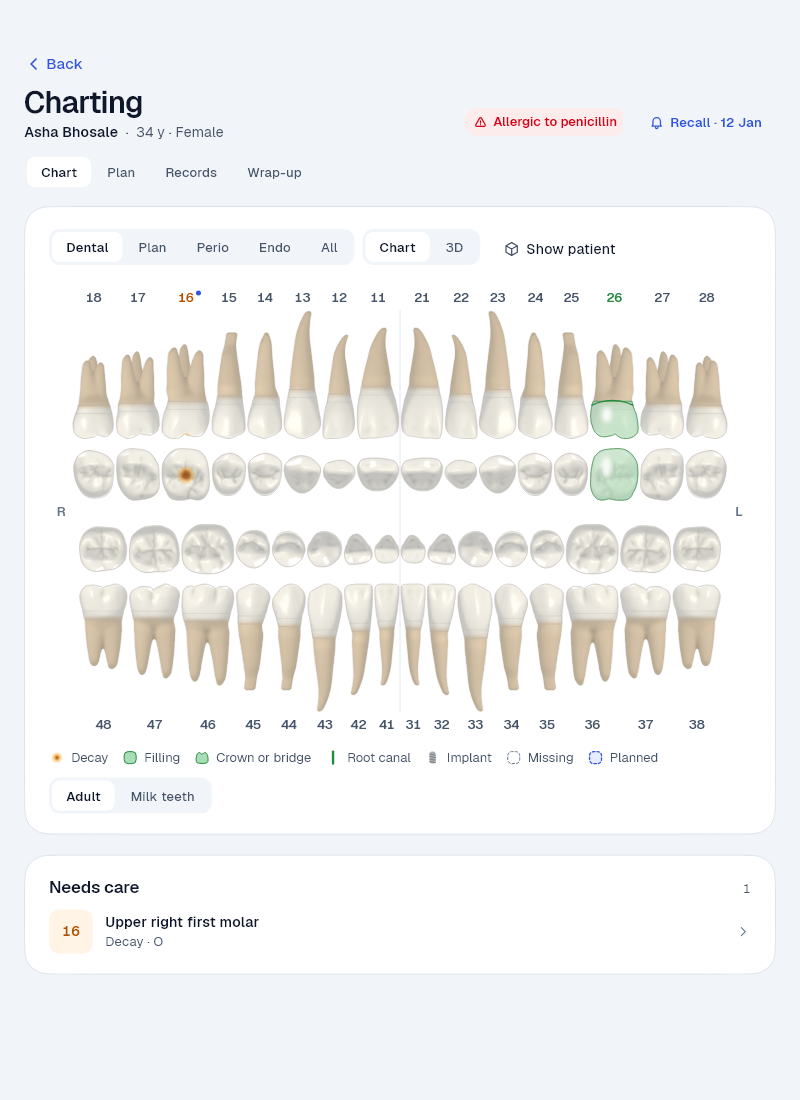 Back
Charting
Asha Bhosale · 34 y · Female
Allergic to penicillin
Recall · 12 Jan
Chart Plan Records Wrap-up
Dental Plan Perio Endo All Chart 3D Show patient
18 17 16 15 14 13 12 11 21 22 23 24 25 26 27 28
R L
48 47 46 45 44 43 42 41 31 32 33 34 35 36 37 38
Decay Filling Crown or bridge Root canal Implant Missing Planned
Adult Milk teeth
Needs care 1
16 Upper right first molar
Decay · O